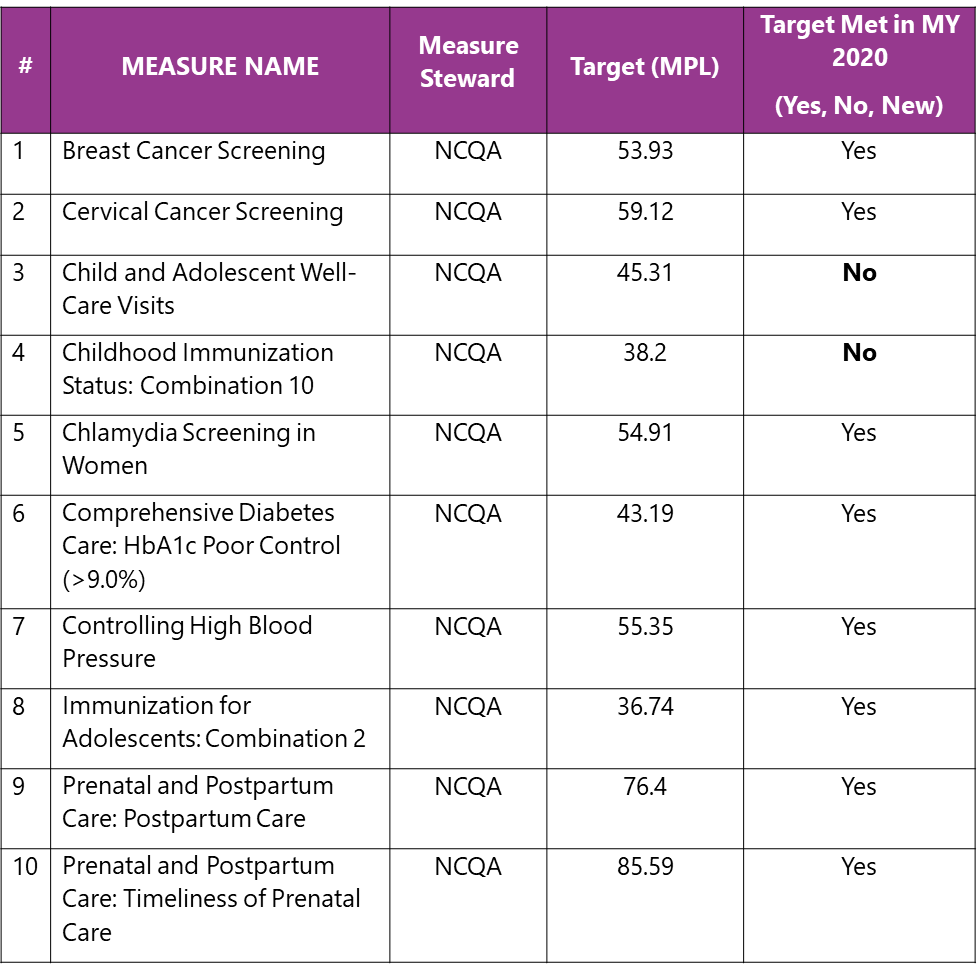 # MEASURE NAME Measure Steward Target (MPL) Target Met in MY 2020 (Yes, No, New)
1 Breast Cancer Screening NCQA 53.93 Yes
2 Cervical Cancer Screening NCQA 59.12 Yes
3 Child and Adolescent Well-
Care Visits NCQA 45.31 No
4 Childhood Immunization
Status: Combination 10 NCQA 38.2 No
5 Chlamydia Screening in
Women NCQA 54.91 Yes
6 Comprehensive Diabetes
Care: HbA1c Poor Control
(>9.0%) NCQA 43.19 Yes
7 Controlling High Blood
Pressure NCQA 55.35 Yes
8 Immunization for
Adolescents: Combination 2 NCQA 36.74 Yes
9 Prenatal and Postpartum
Care: Postpartum Care NCQA 76.4 Yes
10 Prenatal and Postpartum
Care: Timeliness of Prenatal
Care NCQA 85.59 Yes